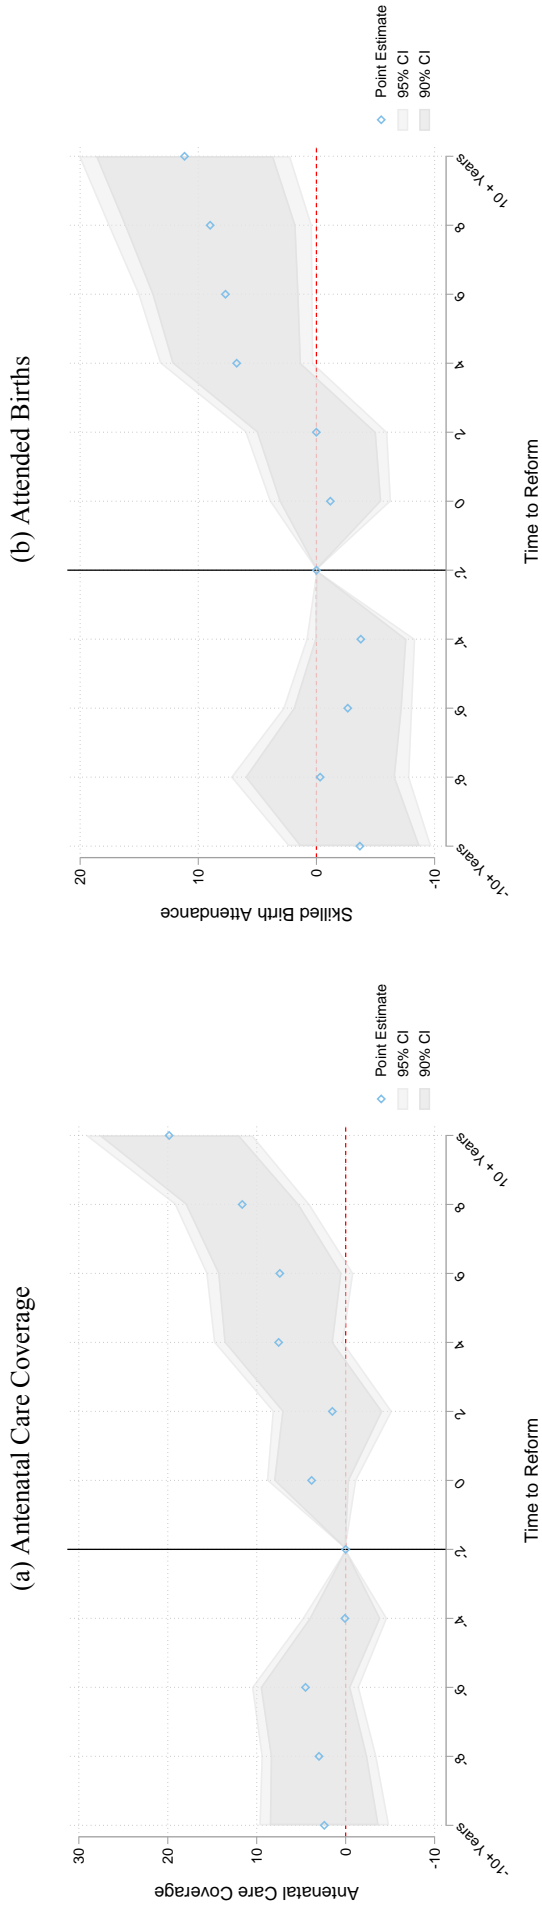 (a) Antenatal Care Coverage
Antenatal Care Coverage
30
20
10
0
-10
-10+ Years
-8
-6
-4
-2
0
2
4
6
8
10 + Years
Time to Reform
Point Estimate
95% CI
90% CI
(b) Attended Births
Skilled Birth Attendance
20
10
0
-10
-10+ Years
-8
-6
-4
-2
0
2
4
6
8
10 + Years
Time to Reform
Point Estimate
95% CI
90% CI